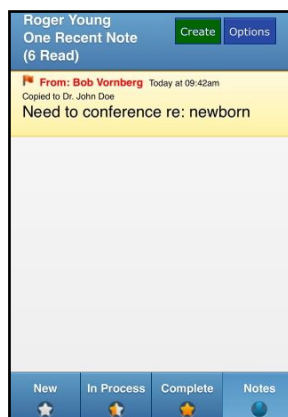 Roger Young
One Recent Note
(6 Read)
Create
Options
From: Bob Vornberg Today at 09:42am
Copied to Dr. John Doe
Need to conference re: newborn
New
In Process
Complete
Notes